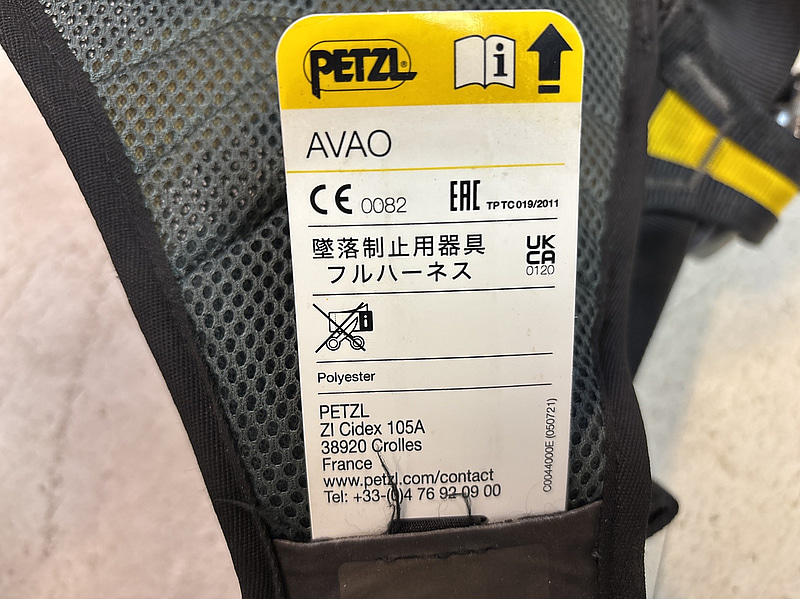 PETZL
AVAO
CE 0082 EAC TP TC 019/2011
墜落制止用器具
フルハーネス
UK
CA
0120
Polyester
PETZL
ZI Cidex 105A
38920 Crolles
France
www.petzl.com/contact
Tel: +33-(0)4 76 92 09 00
C0044000E (050721)